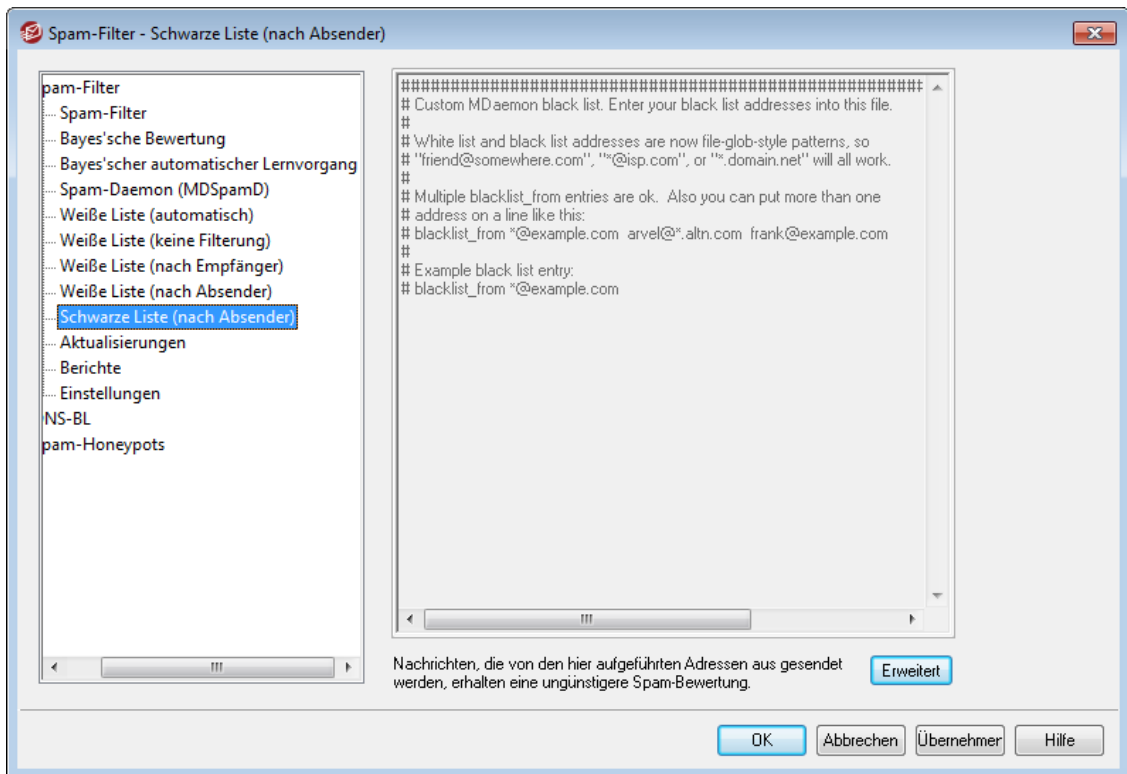 Spam-Filter - Schwarze Liste (nach Absender)
pam-Filter
Spam-Filter
Bayes'sche Bewertung
Bayes'scher automatischer Lernvorgang
Spam-Daemon (MDSpamD)
Weiße Liste (automatisch)
Weiße Liste (keine Filterung)
Weiße Liste (nach Empfänger)
Weiße Liste (nach Absender)
Schwarze Liste (nach Absender)
Aktualisierungen
Berichte
Einstellungen
NS-BL
pam-Honeypots
##################################################################
# Custom MDaemon black list. Enter your black list addresses into this file.
#
# White list and black list addresses are now file-glob-style patterns, so
# "friend@somewhere.com", "*@isp.com", or "*.domain.net" will all work.
#
# Multiple blacklist_from entries are ok.  Also you can put more than one
# address on a line like this:
# blacklist_from *@example.com  arvel@*.altn.com  frank@example.com
#
# Example black list entry:
# blacklist_from *@example.com
Nachrichten, die von den hier aufgeführten Adressen aus gesendet
werden, erhalten eine ungünstigere Spam-Bewertung.
Erweitert
OK
Abbrechen
Übernehmer
Hilfe